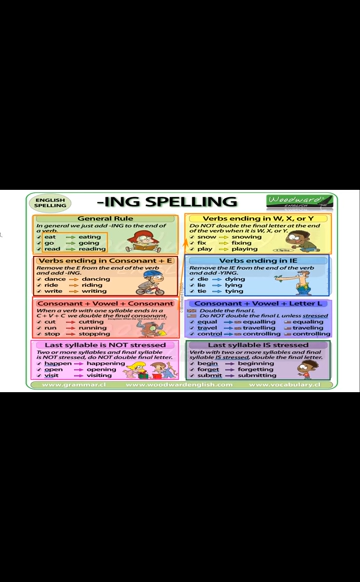 ENGLISH
SPELLING
-ING SPELLING
Woodward
ENGLISH
General Rule
In general we just add -ING to the end of
a verb.
eat → eating
go → going
read → reading
Verbs ending in W, X, or Y
Do NOT double the final letter at the end
of the verb when it is W, X, or Y.
snow → snowing
fix → fixing
play → playing
Verbs ending in Consonant + E
Remove the E from the end of the verb
and add -ING.
dance → dancing
ride → riding
write → writing
Verbs ending in IE
Remove the IE from the end of the verb
and add -YING.
die → dying
lie → lying
tie → tying
Consonant + Vowel + Consonant
When a verb with one syllable ends in a
C + V + C we double the final consonant.
cut → cutting
run → running
stop → stopping
Consonant + Vowel + Letter L
Double the final L
Do NOT double the final L unless stressed
equal → equalling → equaling
travel → travelling → traveling
control → controlling → controlling
Last syllable is NOT stressed
Two or more syllables and final syllable
is NOT stressed, do NOT double final letter.
happen → happening
open → opening
visit → visiting
Last syllable IS stressed
Verb with two or more syllables and final
syllable IS stressed, double the final letter.
begin → beginning
forget → forgetting
submit → submitting
www.grammar.cl www.woodwardenglish.com www.vocabulary.cl